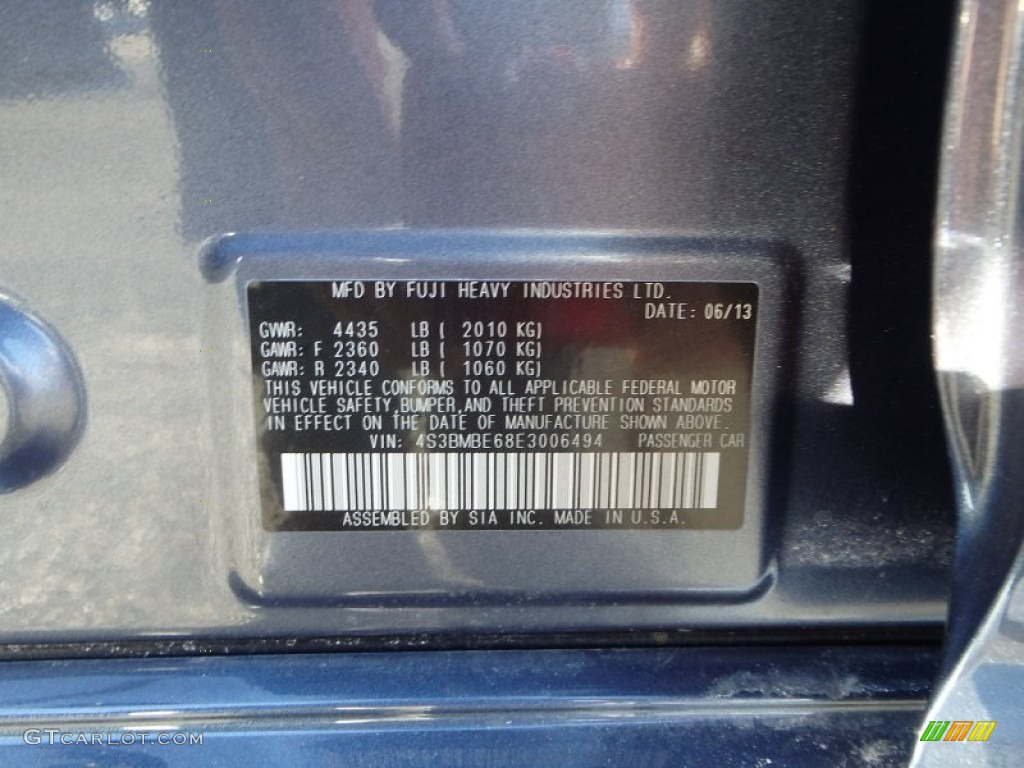 MFD BY FUJI HEAVY INDUSTRIES LTD.
DATE: 06/13
GVWR: 4435 LB ( 2010 KG)
GAWR: F 2360 LB ( 1070 KG)
GAWR: R 2340 LB ( 1060 KG)
THIS VEHICLE CONFORMS TO ALL APPLICABLE FEDERAL MOTOR
VEHICLE SAFETY,BUMPER,AND THEFT PREVENTION STANDARDS
IN EFFECT ON THE DATE OF MANUFACTURE SHOWN ABOVE.
VIN: 4S3BMBE68E3006494 PASSENGER CAR
ASSEMBLED BY SIA INC. MADE IN U.S.A.
GTCARLOT.COM